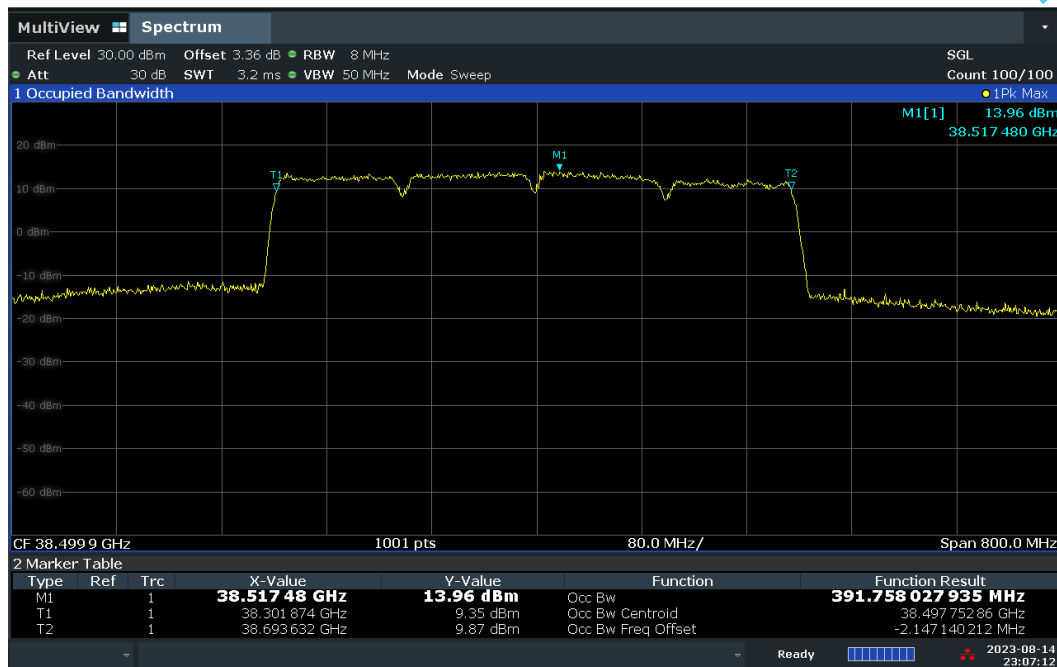 MultiView Spectrum
Ref Level 30.00 dBm Offset 3.36 dB RBW 8 MHz SGL
Att 30 dB SWT 3.2 ms VBW 50 MHz Mode Sweep Count 100/100
1 Occupied Bandwidth 1Pk Max
M1[1] 13.96 dBm
38.517 480 GHz
20 dBm
M1
T1
T2
10 dBm
0 dBm
-10 dBm
-20 dBm
-30 dBm
-40 dBm
-50 dBm
-60 dBm
CF 38.499 9 GHz 1001 pts 80.0 MHz/ Span 800.0 MHz
2 Marker Table
Type Ref Trc X-Value Y-Value Function Function Result
M1 1 38.517 48 GHz 13.96 dBm Occ Bw 391.758 027 935 MHz
T1 1 38.301 874 GHz 9.35 dBm Occ Bw Centroid 38.497 752 86 GHz
T2 1 38.693 632 GHz 9.87 dBm Occ Bw Freq Offset -2.147 140 212 MHz
Ready 2023-08-14
23:07:12